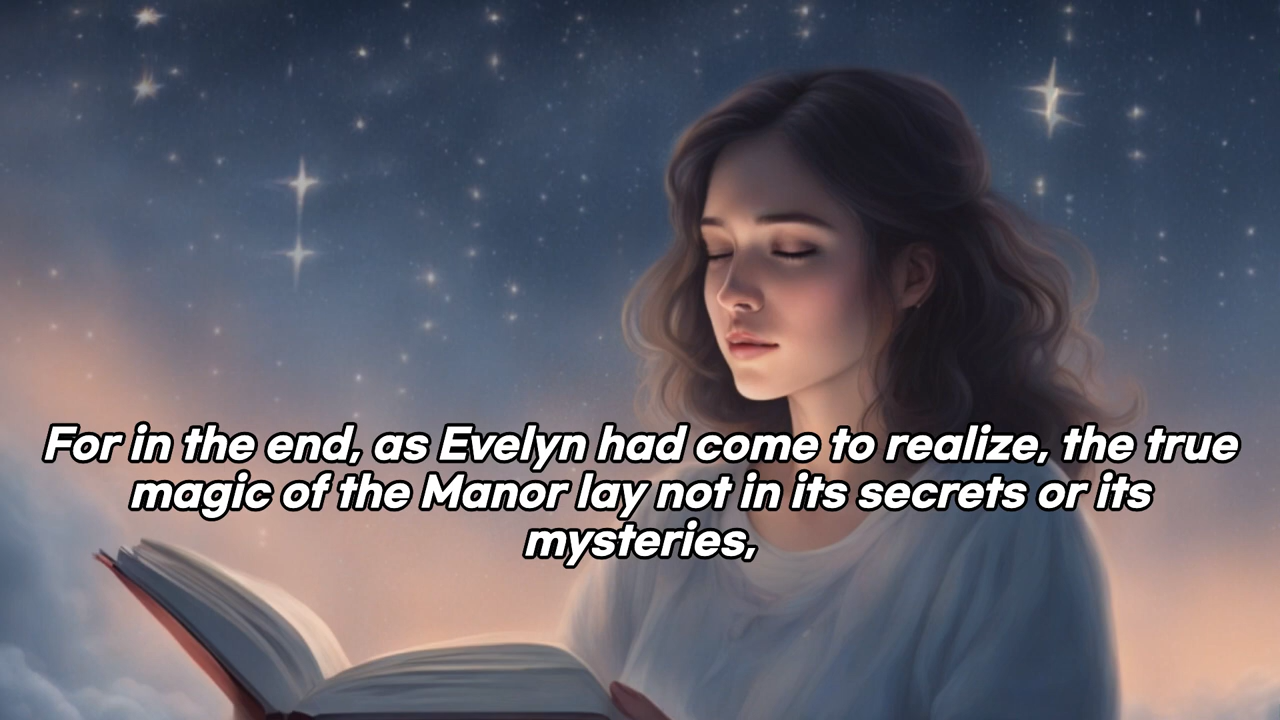 For in the end, as Evelyn had come to realize, the true
magic of the Manor lay not in its secrets or its
mysteries,